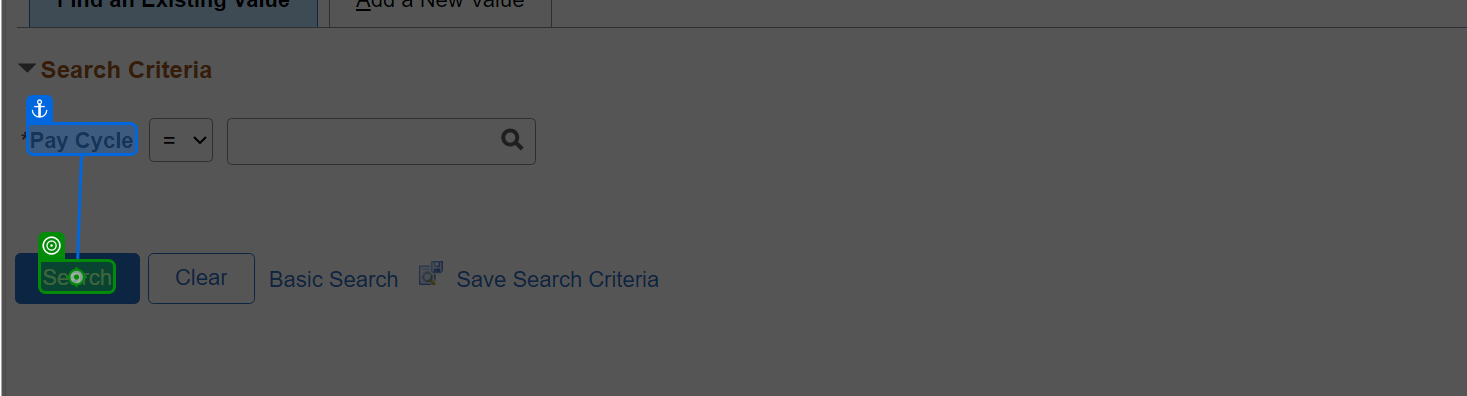 Find an Existing Value
Add a New Value
Search Criteria
*Pay Cycle
=
Search
Clear
Basic Search
Save Search Criteria